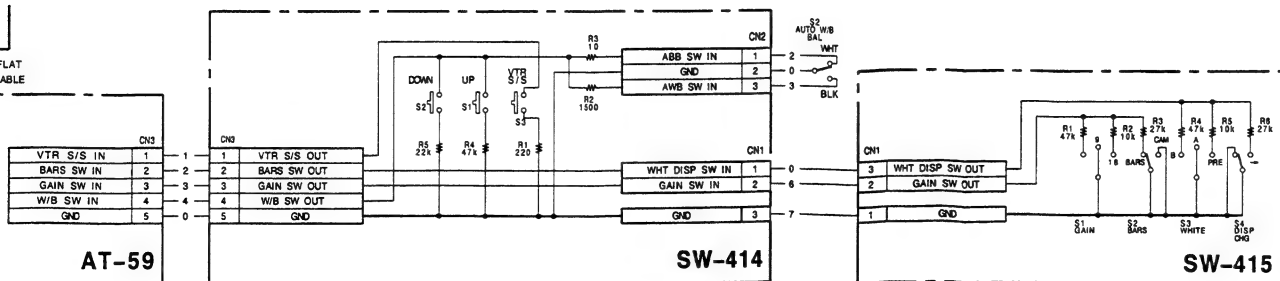 FLAT
ABLE
CN3
VTR S/S IN 1
BARS SW IN 2
GAIN SW IN 3
W/B SW IN 4
GND 5
AT-59
1
2
3
4
0
CN3
1 VTR S/S OUT
2 BARS SW OUT
3 GAIN SW OUT
4 W/B SW OUT
5 GND
DOWN
S2
UP
S1
VTR
S/S
S3
R5
22k
R4
47k
R1
220
R3
10
R2
1500
CN2
ABB SW IN 1
GND 2
AWB SW IN 3
2
0
3
S2
AUTO W/B
BAL
WHT
BLK
CN1
WHT DISP SW IN 1
GAIN SW IN 2
GND 3
SW-414
0
6
7
CN1
3 WHT DISP SW OUT
2 GAIN SW OUT
1 GND
R1
47k
R2
10k
R3
27k
R4
47k
R5
10k
R6
27k
9
18
BARS
CAM
B
A
PRE
S1
GAIN
S2
BARS
S3
WHITE
S4
DISP
CHG
SW-415